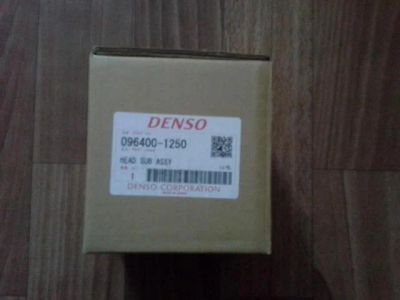 DENSO
096400-1250
HEAD SUB ASSY
1
DENSO CORPORATION